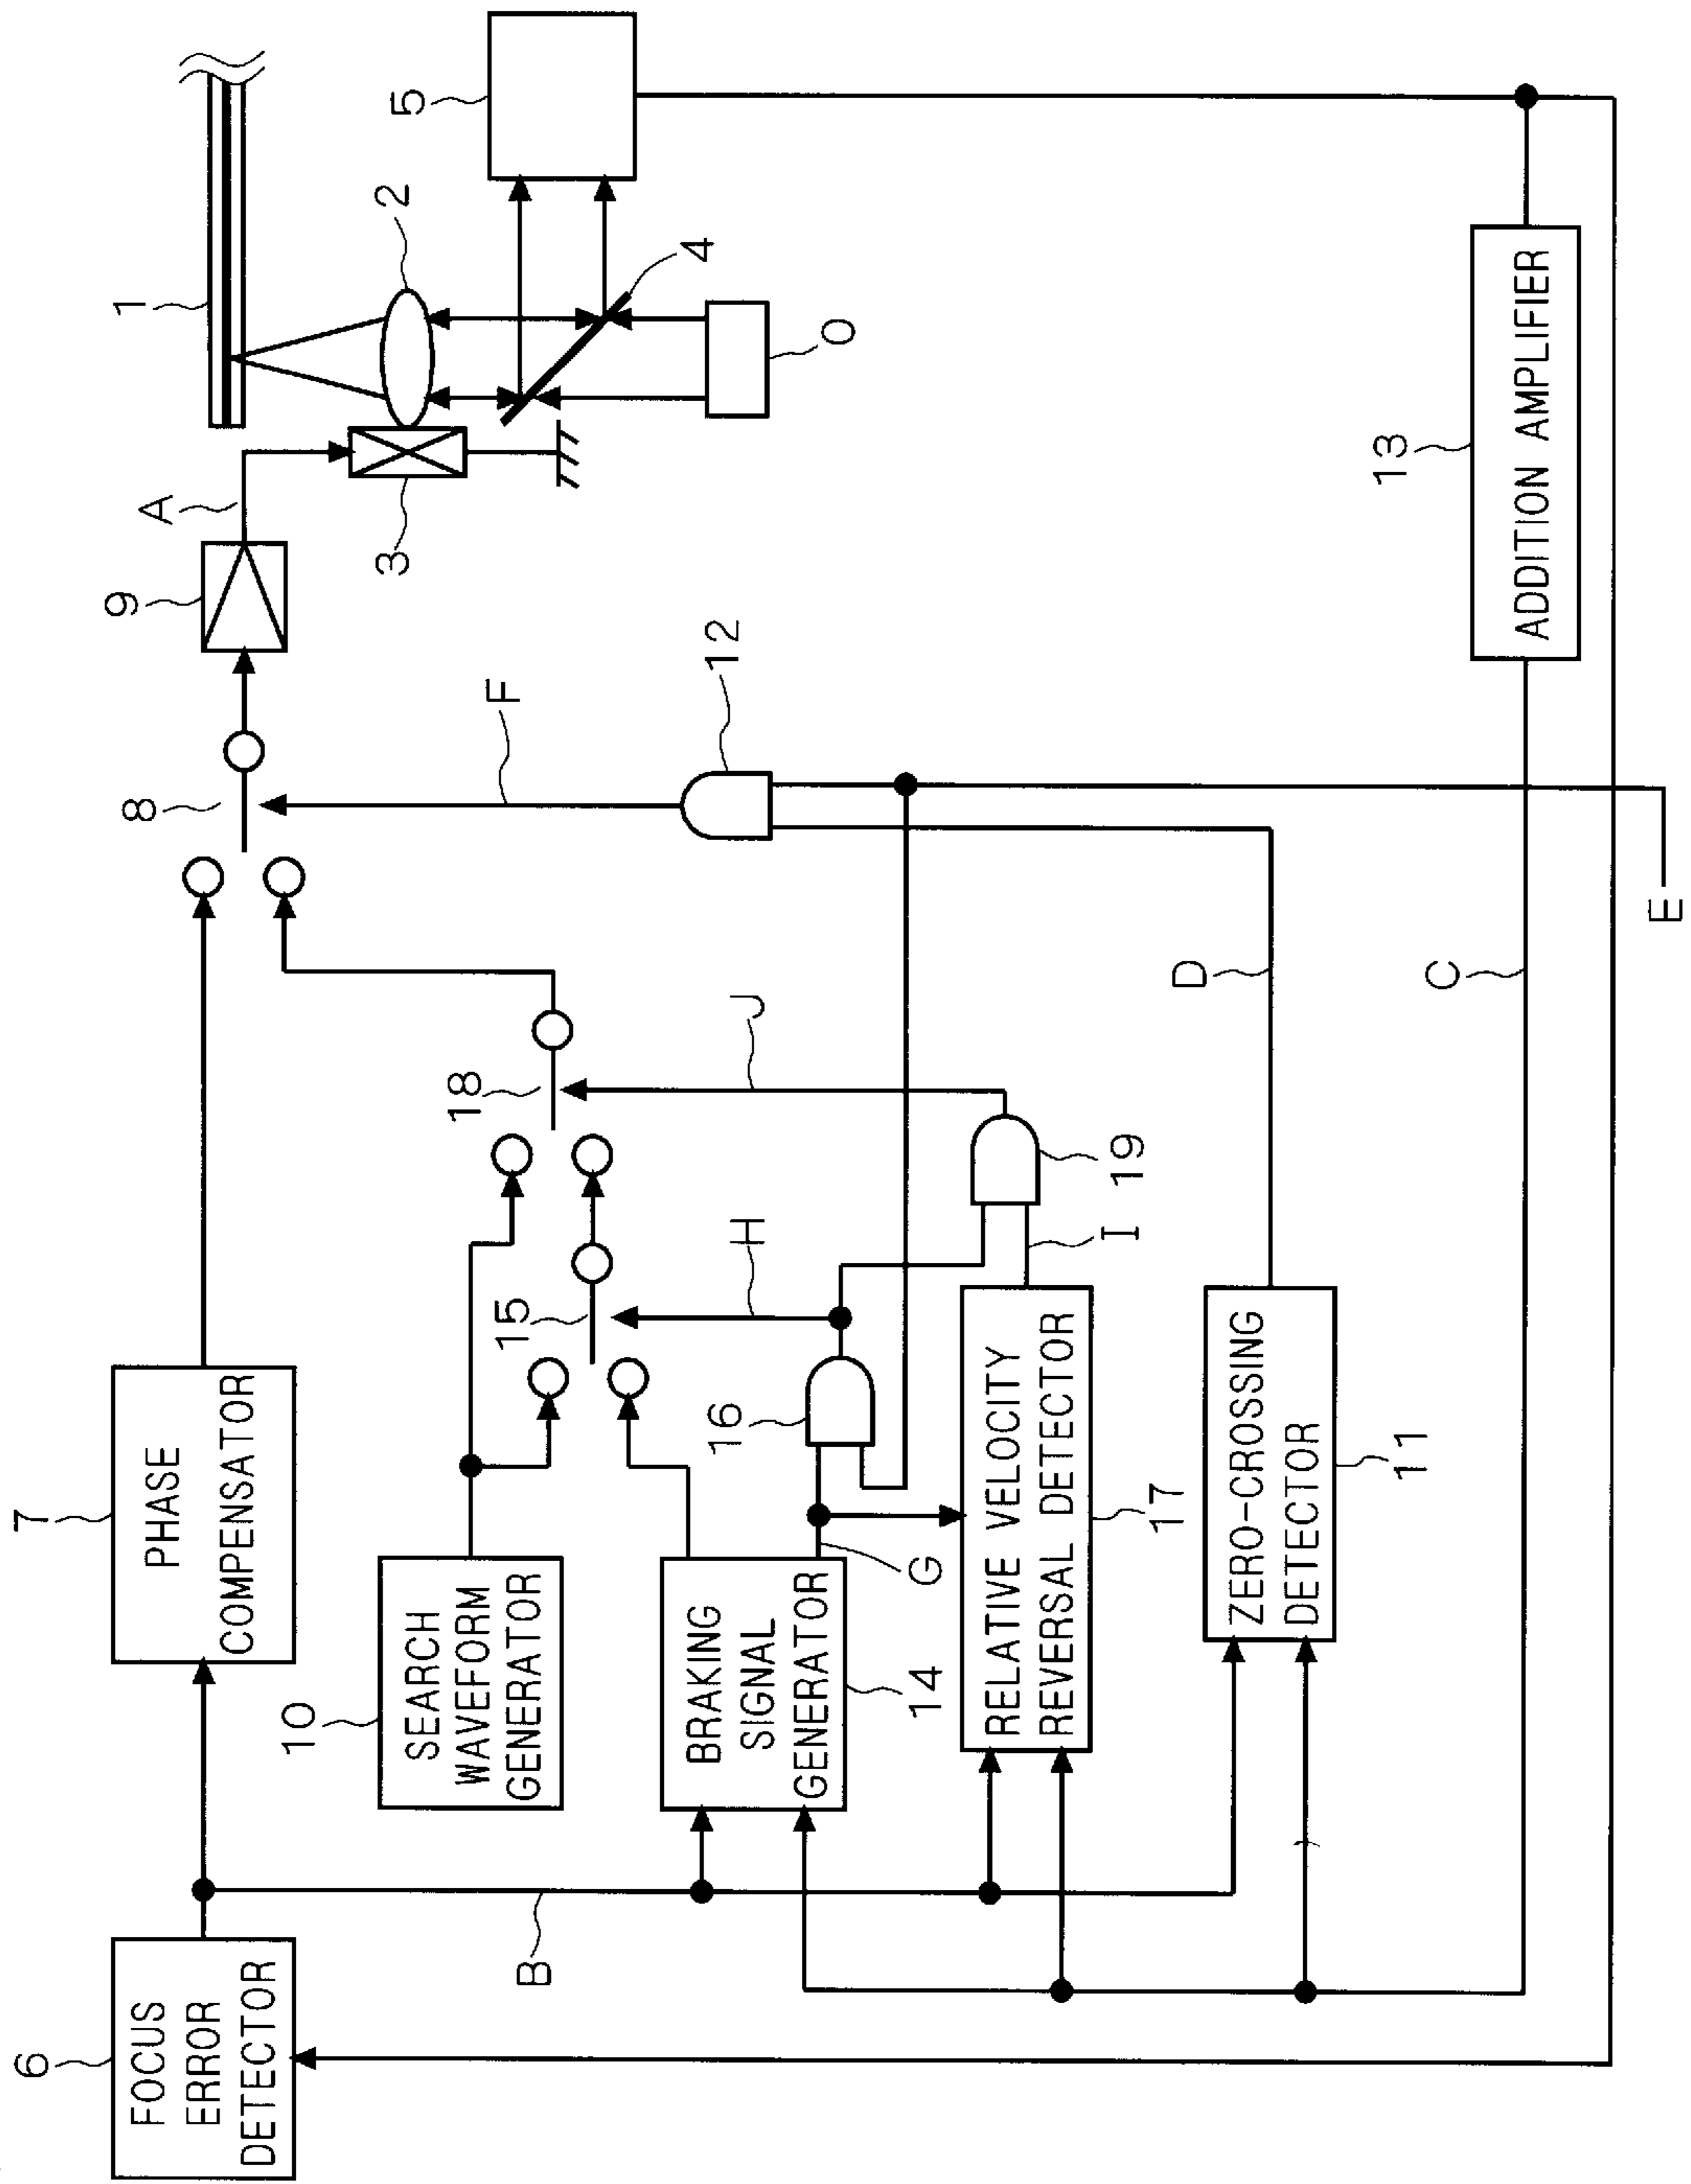 6
FOCUS
ERROR
DETECTOR
B
7
PHASE
COMPENSATOR
10
SEARCH
WAVEFORM
GENERATOR
BRAKING
SIGNAL
GENERATOR
14
G
RELATIVE VELOCITY
REVERSAL DETECTOR
17
ZERO-CROSSING
DETECTOR
11
15
16
H
18
19
I
J
8
F
12
D
C
E
9
A
3
1
2
4
0
5
13
ADDITION AMPLIFIER